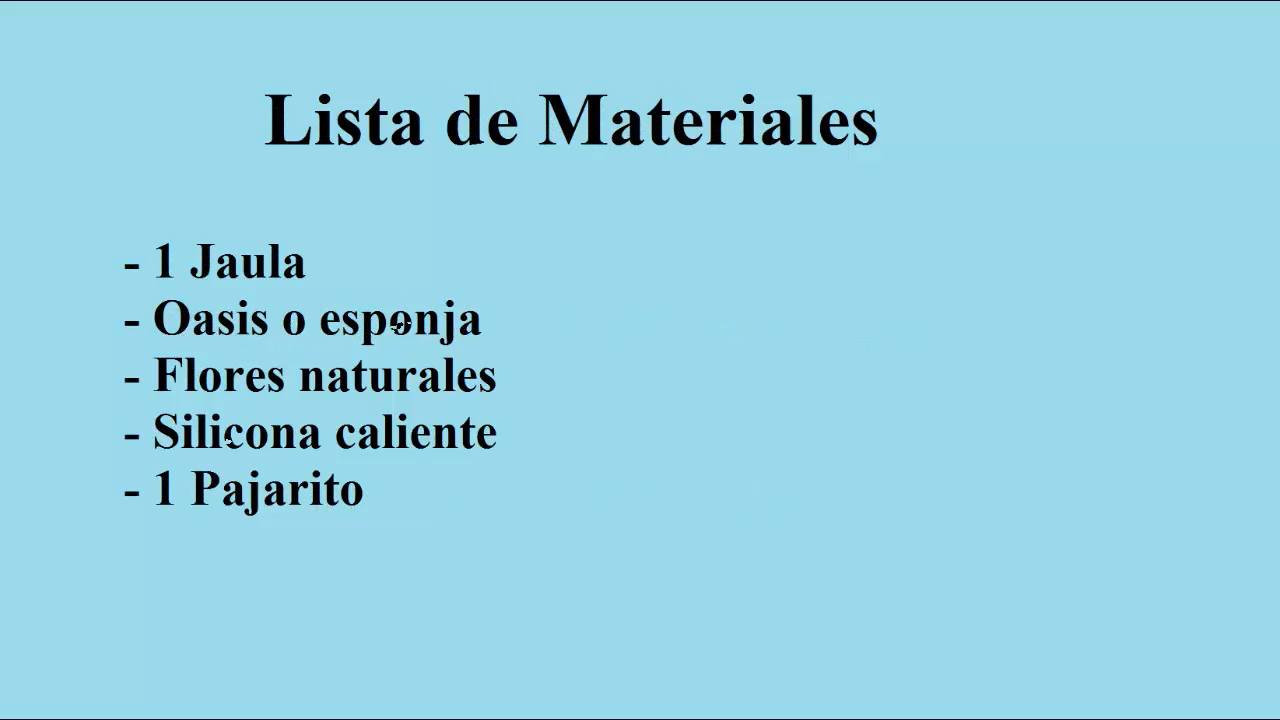 Lista de Materiales
- 1 Jaula
- Oasis o esponja
- Flores naturales
- Silicona caliente
- 1 Pajarito